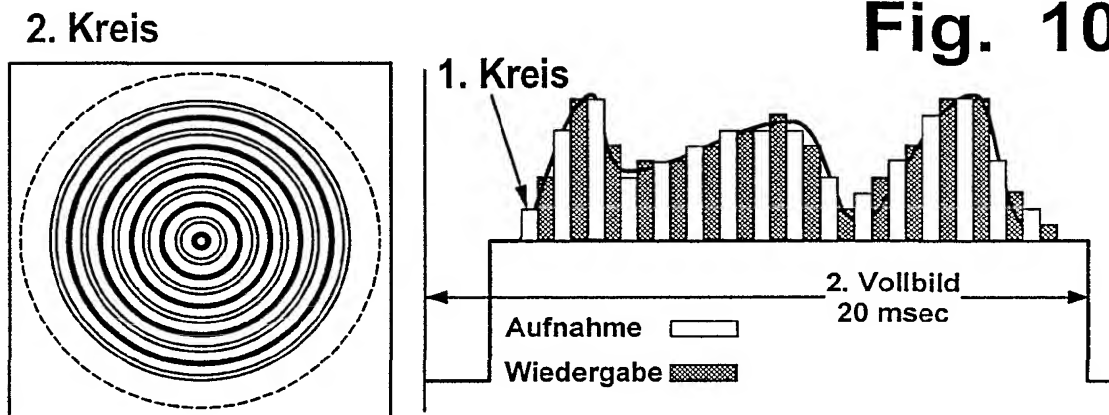 2. Kreis
Fig. 10
1. Kreis
2. Vollbild
20 msec
Aufnahme
Wiedergabe